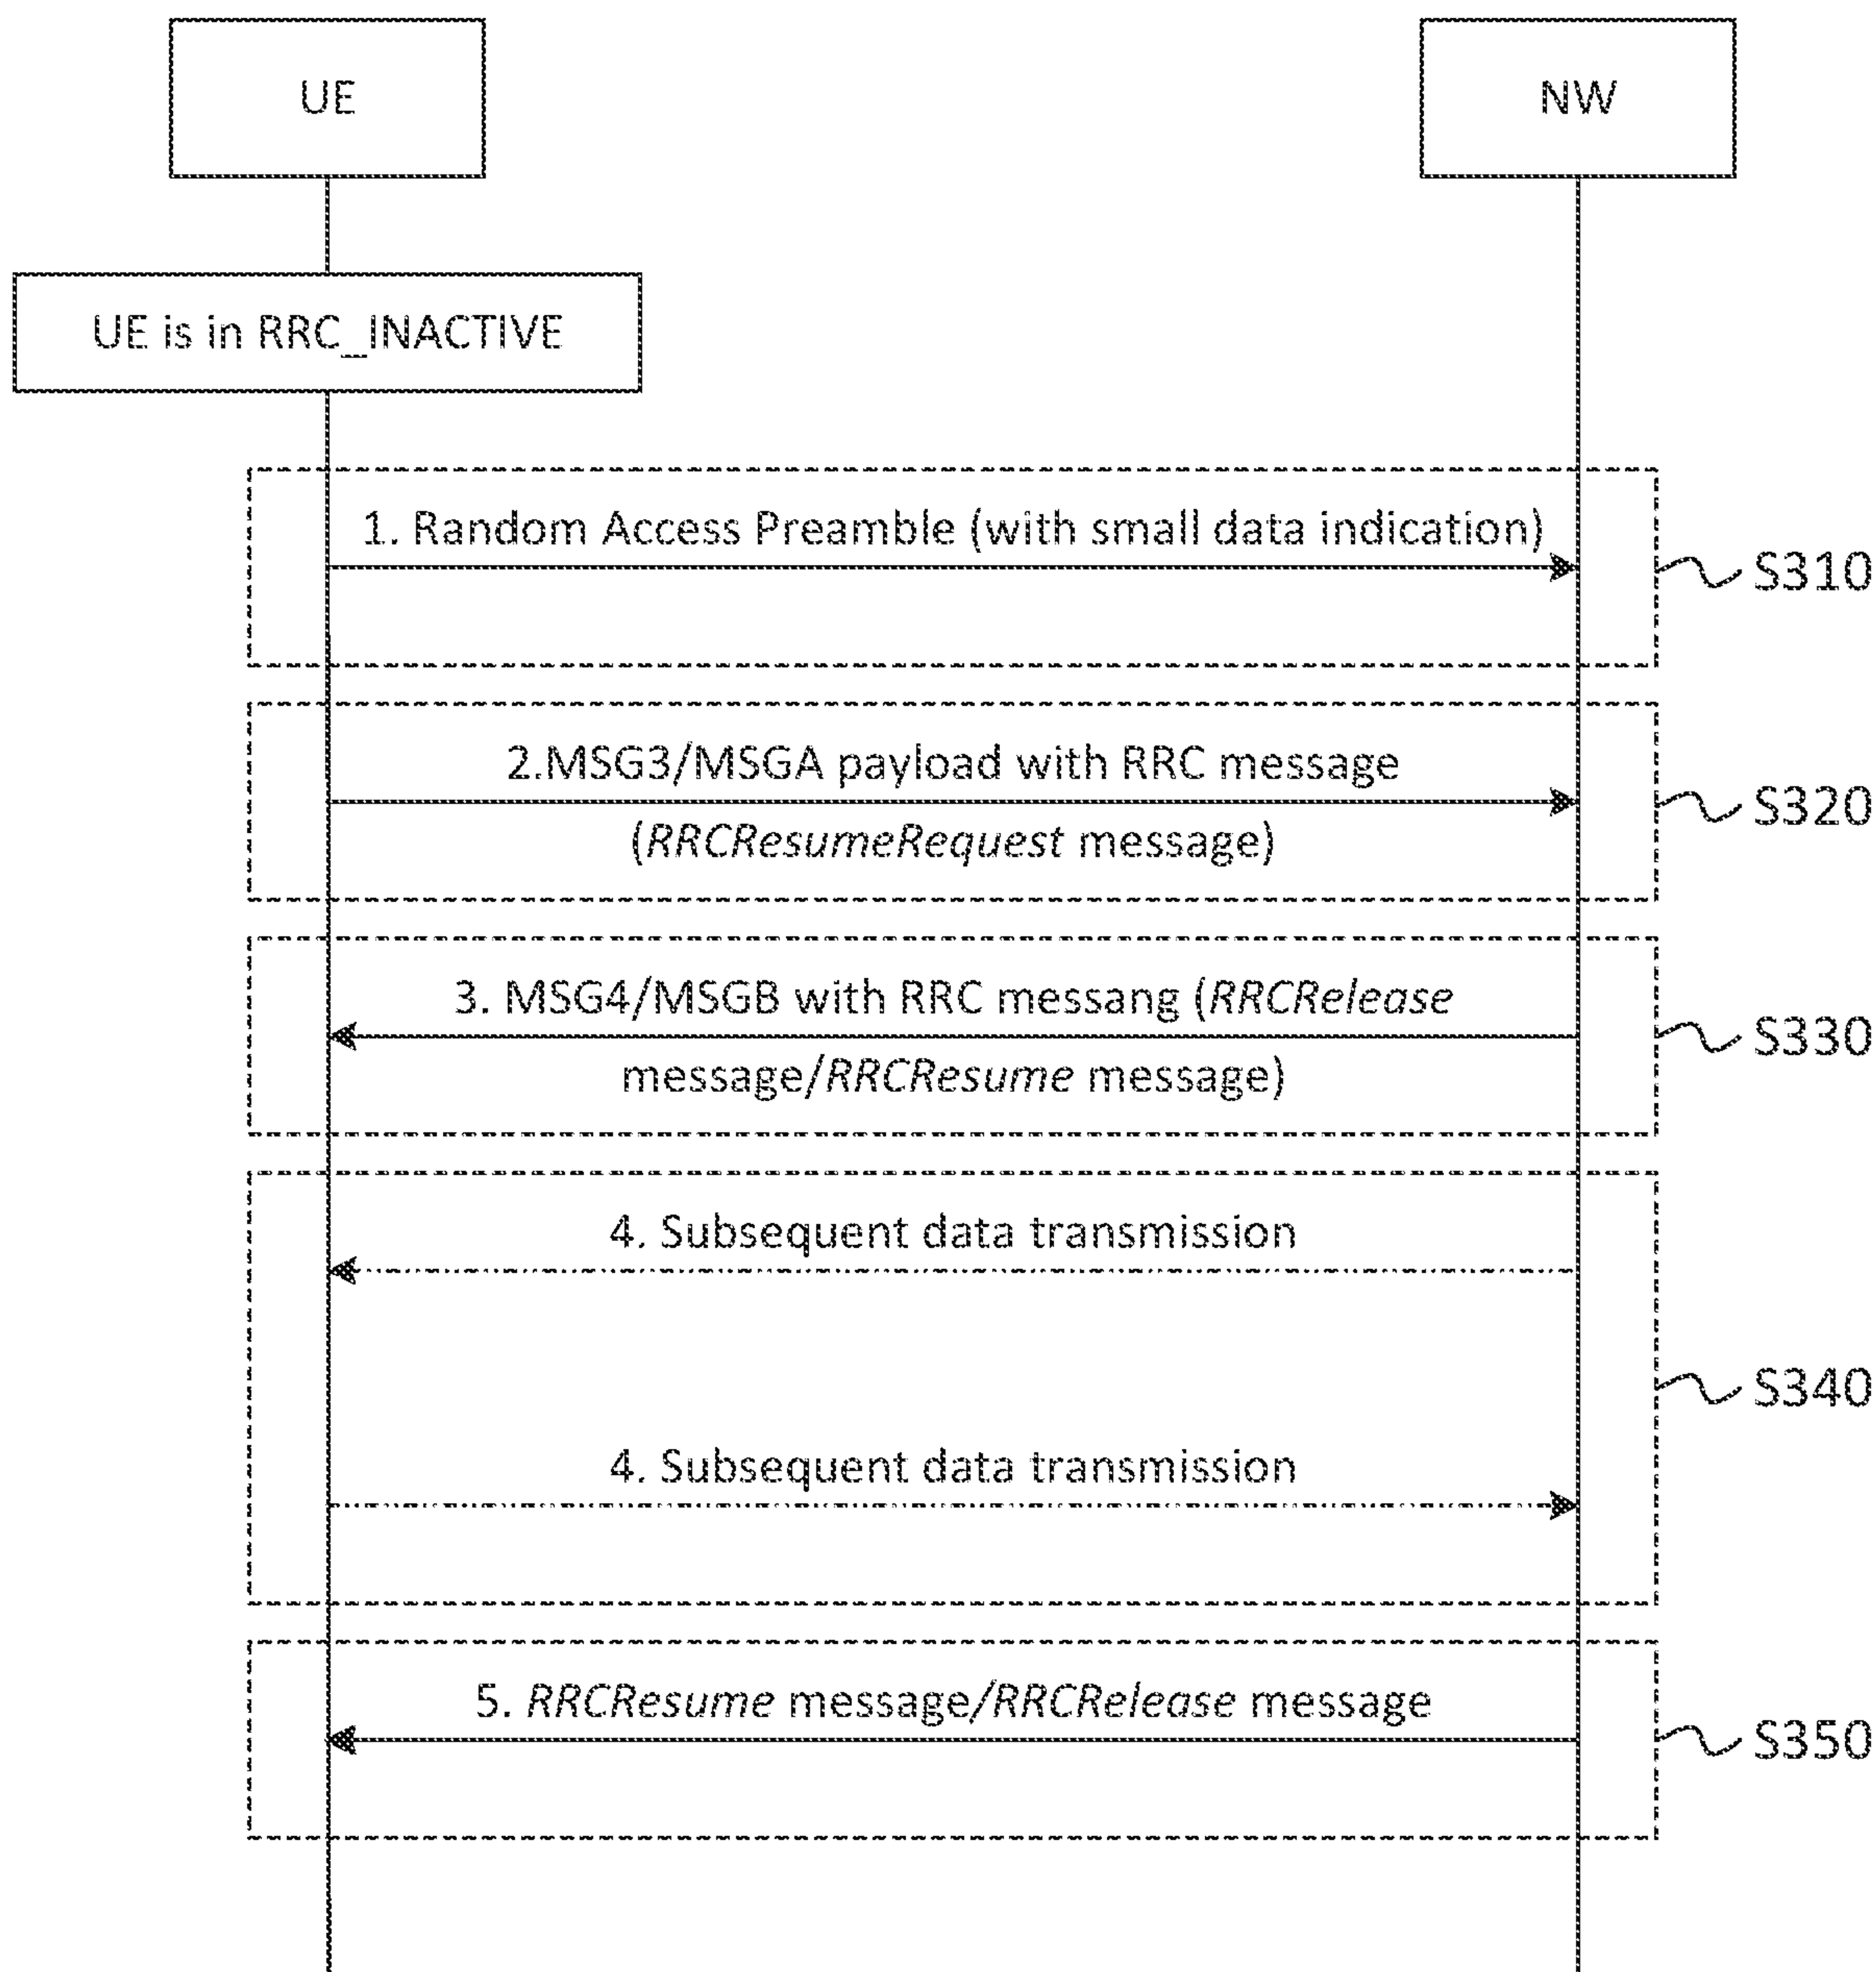 UE
NW
UE is in RRC_INACTIVE
1. Random Access Preamble (with small data indication)
S310
2.MSG3/MSGA payload with RRC message
(RRCResumeRequest message)
S320
3. MSG4/MSGB with RRC messang (RRCRelease
message/RRCResume message)
S330
4. Subsequent data transmission
S340
4. Subsequent data transmission
5. RRCResume message/RRCRelease message
S350